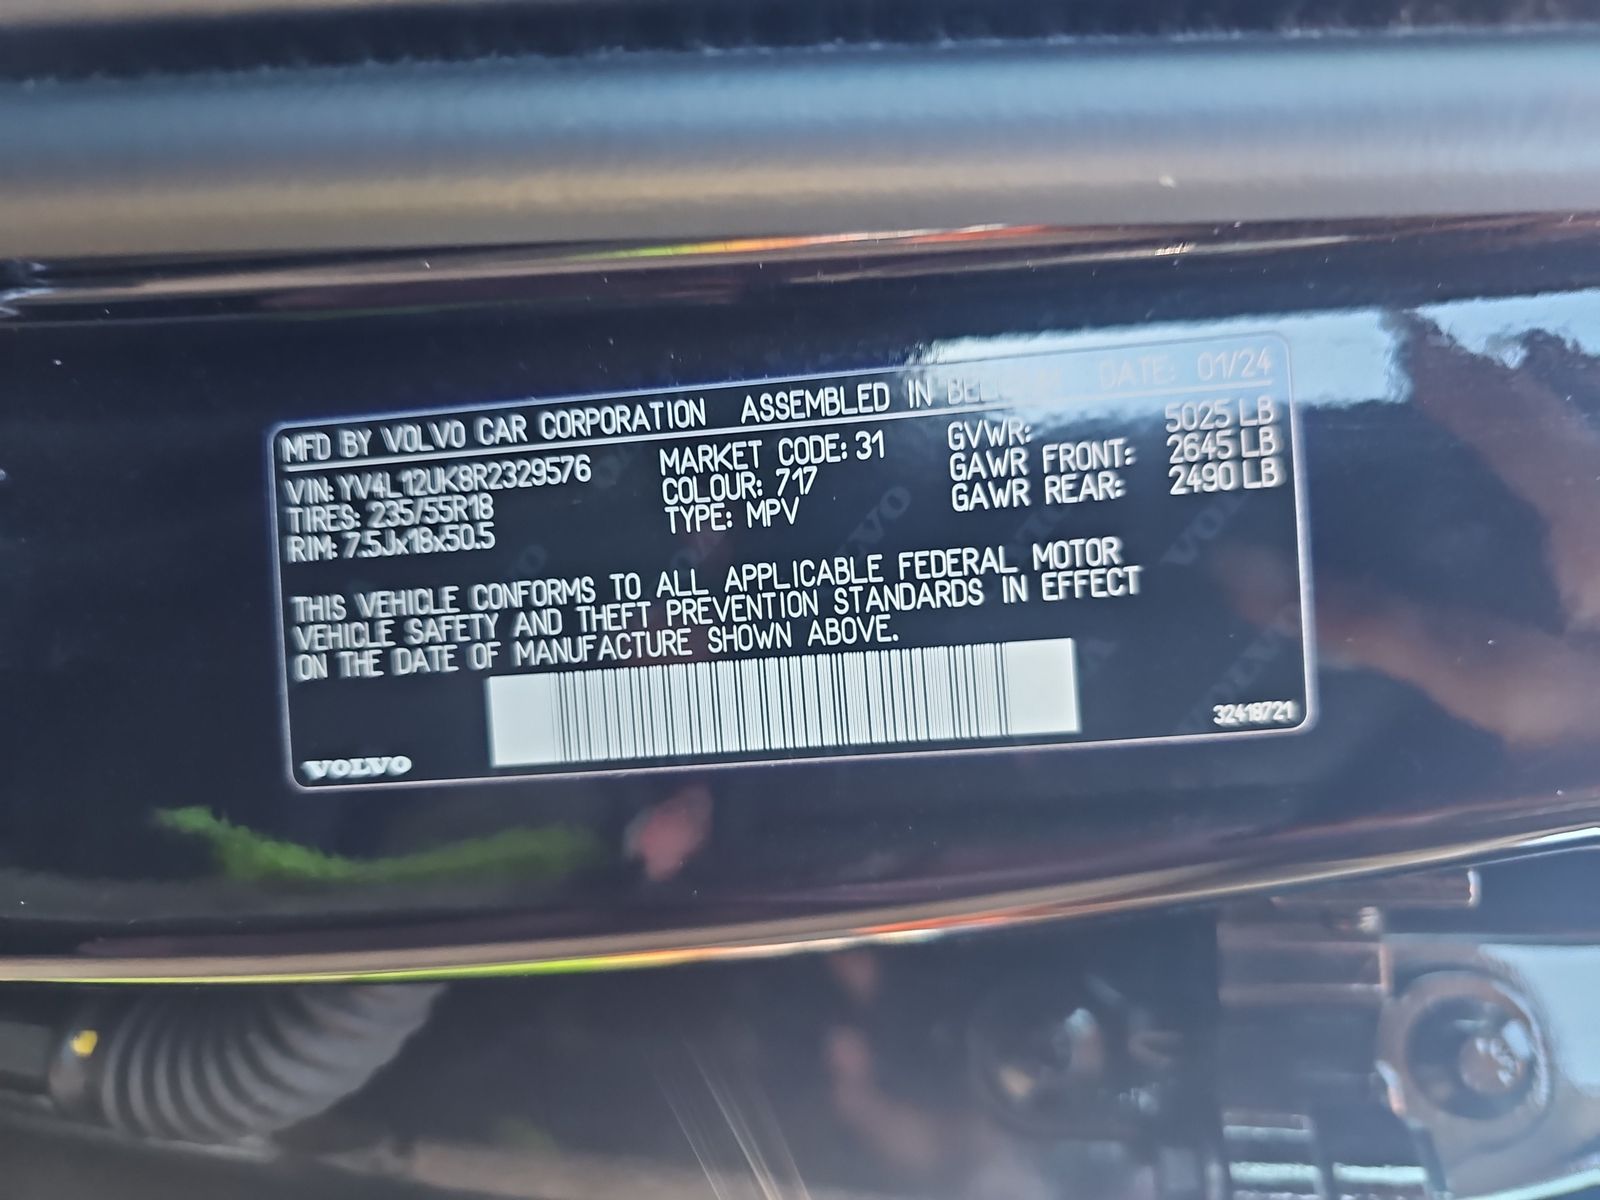 MFD BY VOLVO CAR CORPORATION ASSEMBLED IN BELGIUM DATE: 01/24
VIN: YV4L12UK8R2329576 MARKET CODE: 31 GVWR: 5025 LB
TIRES: 235/55R18 COLOUR: 717 GAWR FRONT: 2645 LB
RIM: 7.5Jx18x50.5 TYPE: MPV GAWR REAR: 2490 LB
THIS VEHICLE CONFORMS TO ALL APPLICABLE FEDERAL MOTOR
VEHICLE SAFETY AND THEFT PREVENTION STANDARDS IN EFFECT
ON THE DATE OF MANUFACTURE SHOWN ABOVE.
VOLVO 32418721